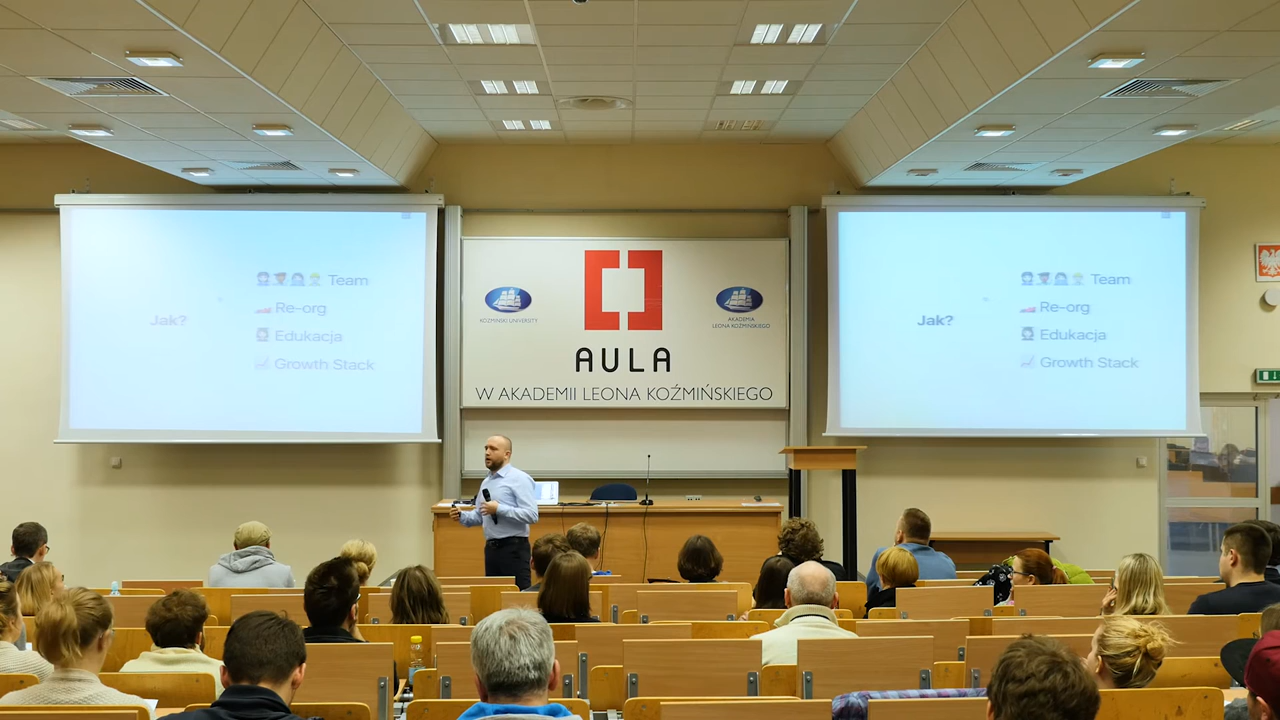 Jak?
Team
Re-org
Edukacja
Growth Stack
KOZMINSKI UNIVERSITY
AKADEMIA
LEONA KOŹMIŃSKIEGO
AULA
W AKADEMII LEONA KOŹMIŃSKIEGO
Jak?
Team
Re-org
Edukacja
Growth Stack